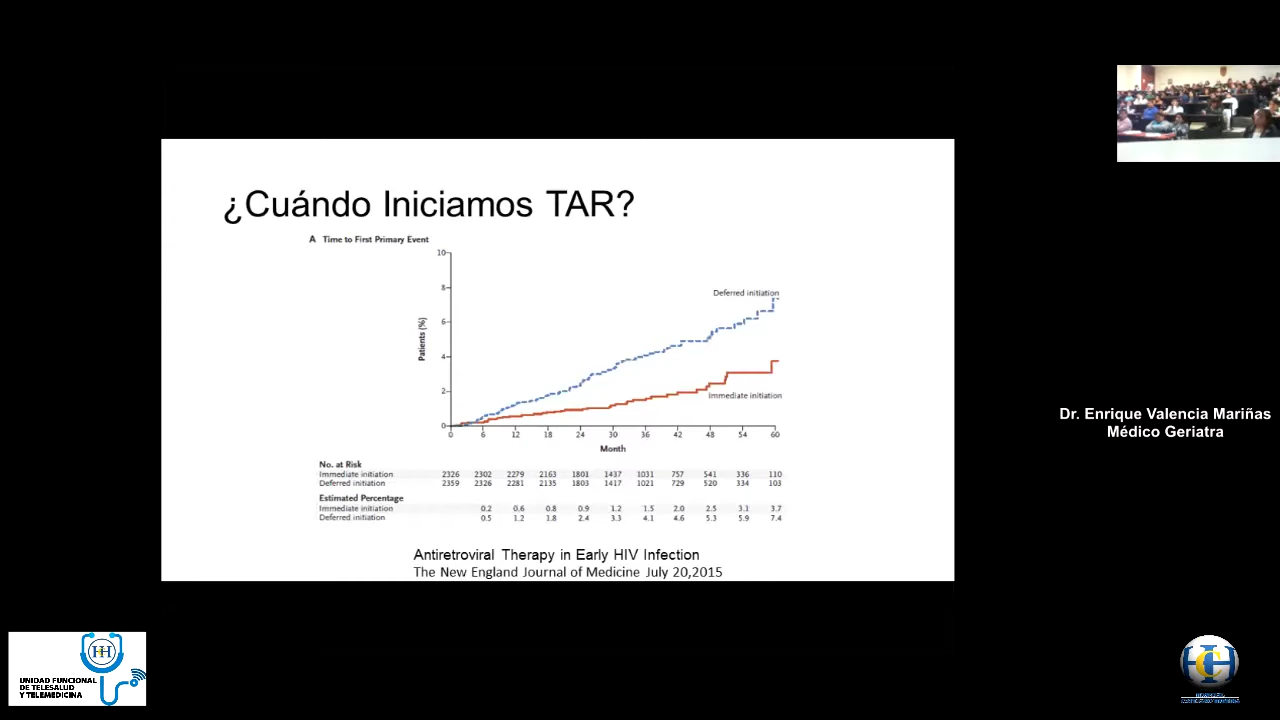 ¿Cuándo Iniciamos TAR?
A Time to First Primary Event
10
8
6
4
2
0
Patients (%)
Deferred initiation
Immediate initiation
0 6 12 18 24 30 36 42 48 54 60
Month
No. at Risk
Immediate initiation 2326 2302 2279 2163 1801 1437 1031 757 541 336 110
Deferred initiation 2359 2326 2281 2135 1803 1417 1021 729 520 334 103
Estimated Percentage
Immediate initiation 0.2 0.6 0.8 0.9 1.2 1.5 2.0 2.5 3.1 3.7
Deferred initiation 0.5 1.2 1.8 2.4 3.3 4.1 4.6 5.3 5.9 7.4
Antiretroviral Therapy in Early HIV Infection
The New England Journal of Medicine July 20,2015
Dr. Enrique Valencia Mariñas
Médico Geriatra
HH
UNIDAD FUNCIONAL
DE TELESALUD
Y TELEMEDICINA